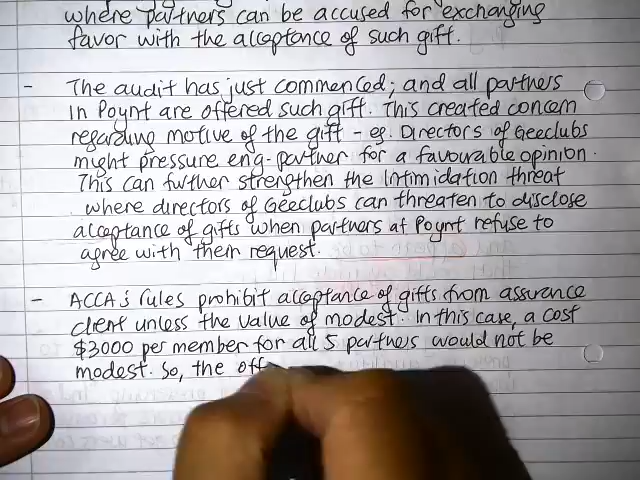 where partners can be accused for exchanging
favor with the acceptance of such gift.
- The audit has just commenced; and all partners
in Poynt are offered such gift. This created concern
regarding motive of the gift - eg. Directors of Geeclubs
might pressure eng. partner for a favourable opinion.
This can further strengthen the Intimidation threat
where directors of Geeclubs can threaten to disclose
acceptance of gifts when partners at Poynt refuse to
agree with them request.
- ACCA's rules prohibit acceptance of gifts from assurance
client unless the value of modest. In this case, a cost
$3000 per member for all 5 partners would not be
modest. So, the off